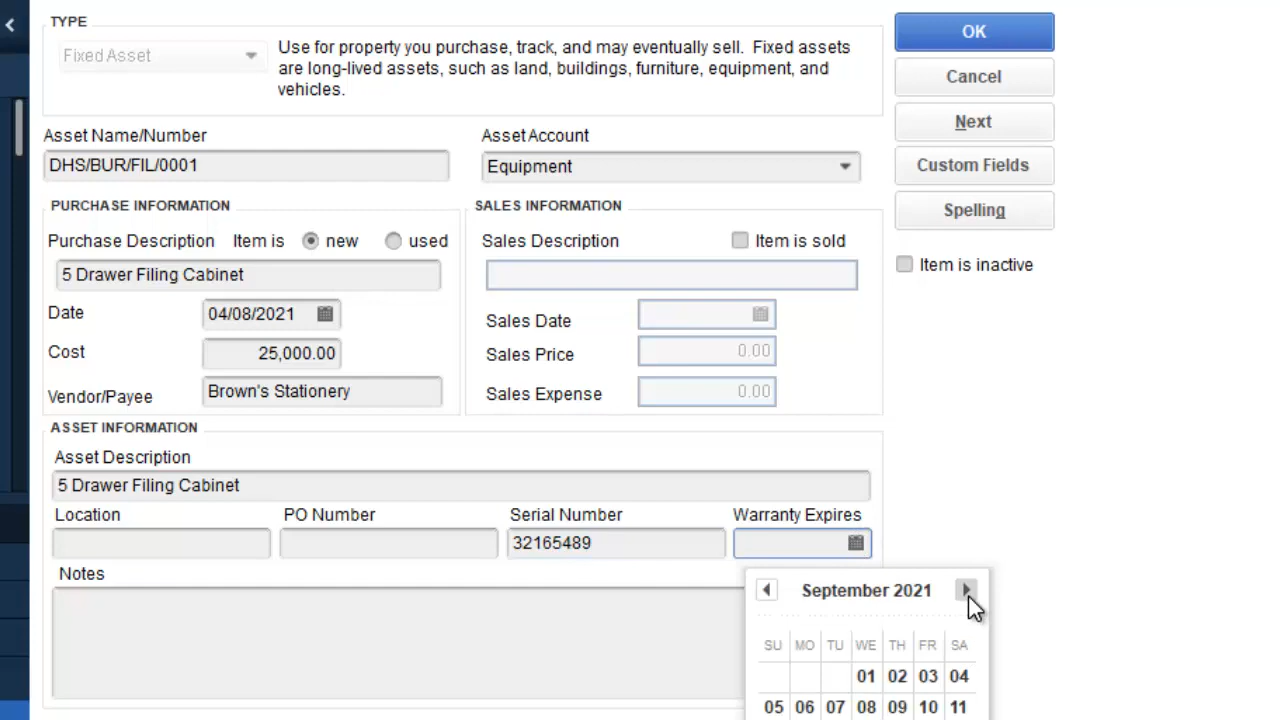 TYPE
Fixed Asset
Use for property you purchase, track, and may eventually sell. Fixed assets
are long-lived assets, such as land, buildings, furniture, equipment, and
vehicles.
OK
Cancel
Next
Custom Fields
Spelling
Item is inactive
Asset Name/Number
Asset Account
DHS/BUR/FIL/0001
Equipment
PURCHASE INFORMATION
Purchase Description Item is new used
5 Drawer Filing Cabinet
Date 04/08/2021
Cost 25,000.00
Vendor/Payee Brown's Stationery
SALES INFORMATION
Sales Description Item is sold
Sales Date
Sales Price 0.00
Sales Expense 0.00
ASSET INFORMATION
Asset Description
5 Drawer Filing Cabinet
Location PO Number Serial Number Warranty Expires
32165489
Notes
September 2021
SU MO TU WE TH FR SA
01 02 03 04
05 06 07 08 09 10 11